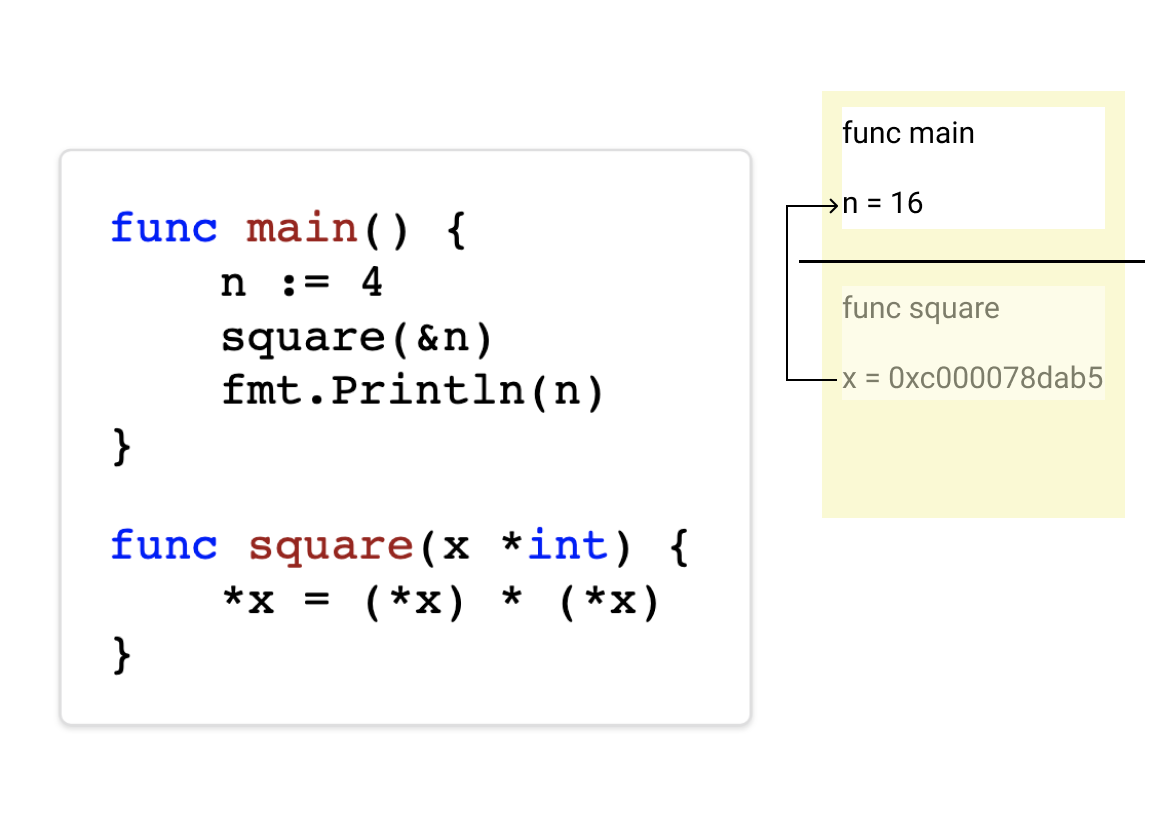 func main() {
    n := 4
    square(&n)
    fmt.Println(n)
}
func square(x *int) {
    *x = (*x) * (*x)
}
func main
n = 16
func square
x = 0xc000078dab5